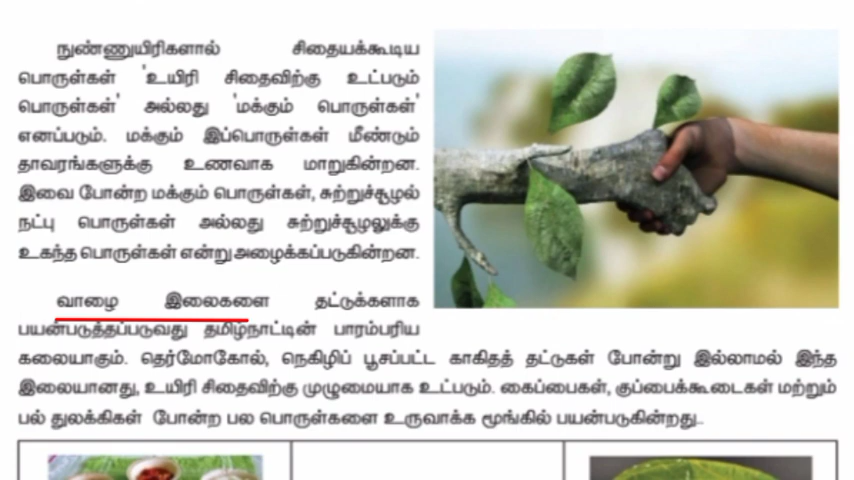 நுண்ணுயிரிகளால் சிதையக்கூடிய
பொருள்கள் 'உயிரி சிதைவிற்கு உட்படும்
பொருள்கள்' அல்லது 'மக்கும் பொருள்கள்'
எனப்படும். மக்கும் இப்பொருள்கள் மீண்டும்
தாவரங்களுக்கு உணவாக மாறுகின்றன.
இவை போன்ற மக்கும் பொருள்கள், சுற்றுச்சூழல்
நட்பு பொருள்கள் அல்லது சுற்றுச்சூழலுக்கு
உகந்த பொருள்கள் என்று அழைக்கப்படுகின்றன.
வாழை இலைகளை தட்டுக்களாக
பயன்படுத்தப்படுவது தமிழ்நாட்டின் பாரம்பரிய
கலையாகும். தெர்மோகோல், நெகிழிப் பூசப்பட்ட காகிதத் தட்டுகள் போன்று இல்லாமல் இந்த
இலையானது, உயிரி சிதைவிற்கு முழுமையாக உட்படும். கைப்பைகள், குப்பைக்கூடைகள் மற்றும்
பல் துலக்கிகள் போன்ற பல பொருள்களை உருவாக்க மூங்கில் பயன்படுகின்றது..